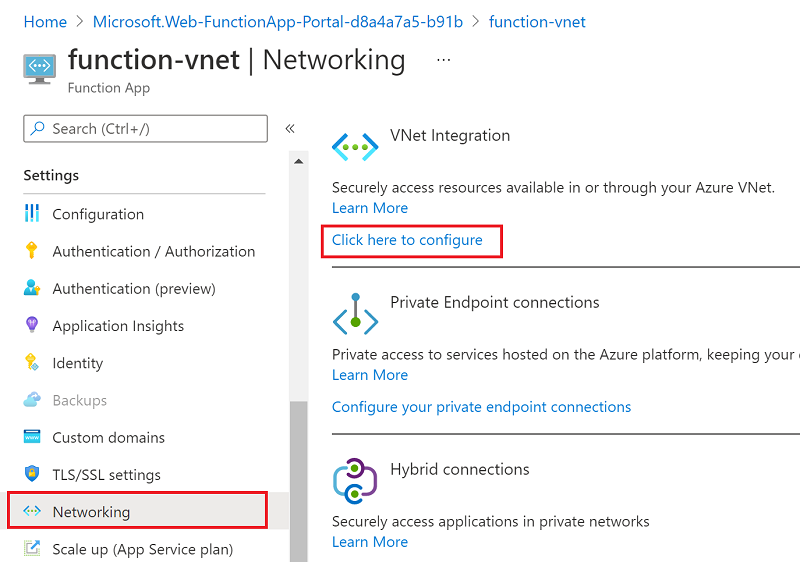 Home > Microsoft.Web-FunctionApp-Portal-d8a4a7a5-b91b > function-vnet
function-vnet | Networking ...
Function App
Search (Ctrl+/) «
Settings
Configuration
Authentication / Authorization
Authentication (preview)
Application Insights
Identity
Backups
Custom domains
TLS/SSL settings
Networking
Scale up (App Service plan)
VNet Integration
Securely access resources available in or through your Azure VNet.
Learn More
Click here to configure
Private Endpoint connections
Private access to services hosted on the Azure platform, keeping your
Learn More
Configure your private endpoint connections
Hybrid connections
Securely access applications in private networks
Learn More